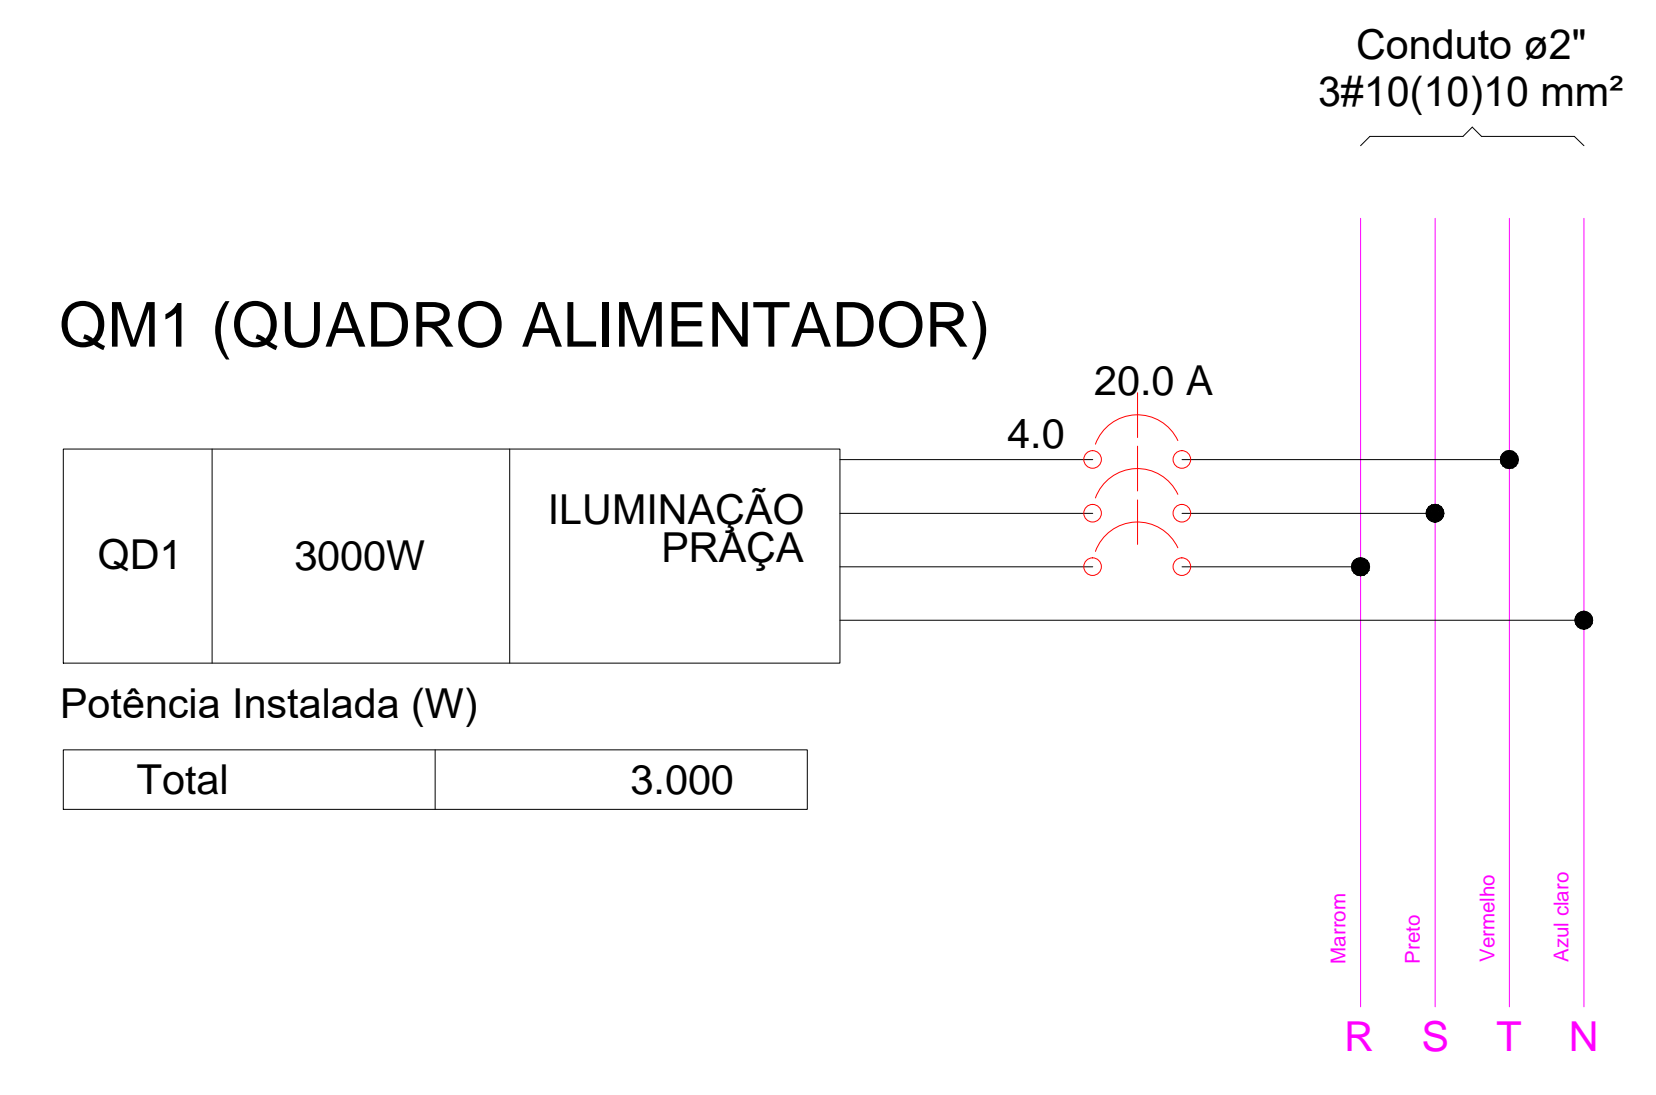 Conduto ø2"
3#10(10)10 mm²
QM1 (QUADRO ALIMENTADOR)
20.0 A
4.0
QD1
3000W
ILUMINAÇÃO
PRAÇA
Potência Instalada (W)
Total 3.000
Marrom
Preto
Vermelho
Azul claro
R S T N